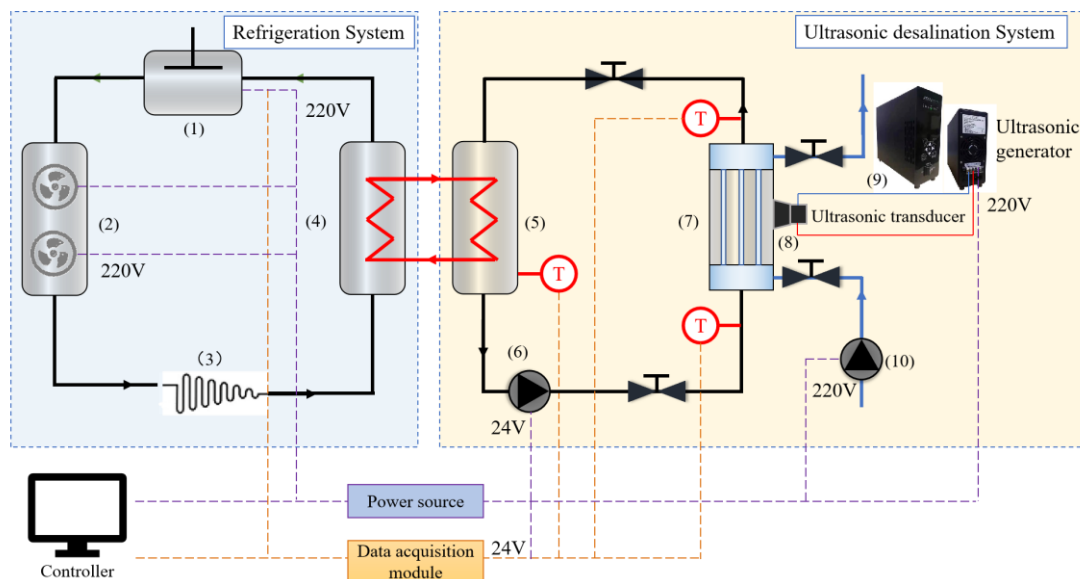 Refrigeration System
Ultrasonic desalination System
(1)
220V
T
(9)
Ultrasonic
generator
220V
(2)
(4)
(5)
(7)
Ultrasonic transducer
(8)
220V
T
T
(3)
(6)
24V
(10)
220V
Power source
24V
Data acquisition
module
Controller